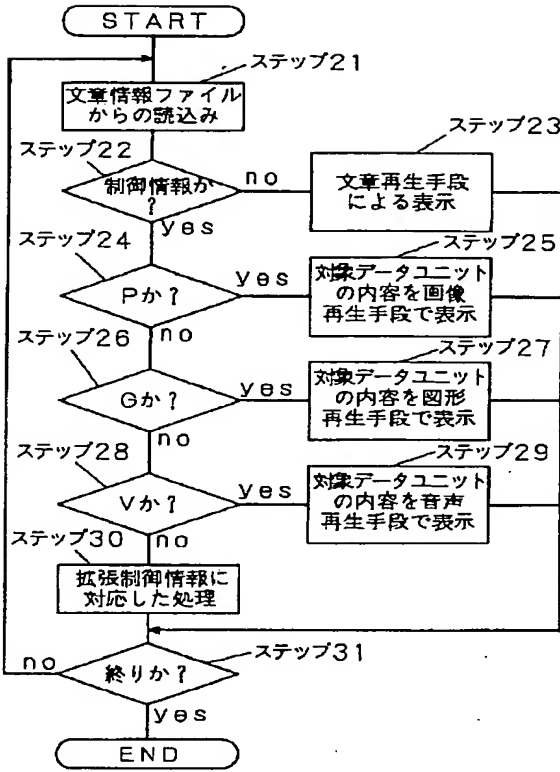 START
ステップ21
文章情報ファイル
からの読込み
ステップ22
制御情報か
?
no
yes
ステップ23
文章再生手段
による表示
ステップ24
Pか?
yes
no
ステップ25
対象データユニット
の内容を画像
再生手段で表示
ステップ26
Gか?
yes
no
ステップ27
対象データユニット
の内容を図形
再生手段で表示
ステップ28
Vか?
yes
no
ステップ29
対象データユニット
の内容を音声
再生手段で表示
ステップ30
拡張制御情報に
対応した処理
ステップ31
終りか?
no
yes
END